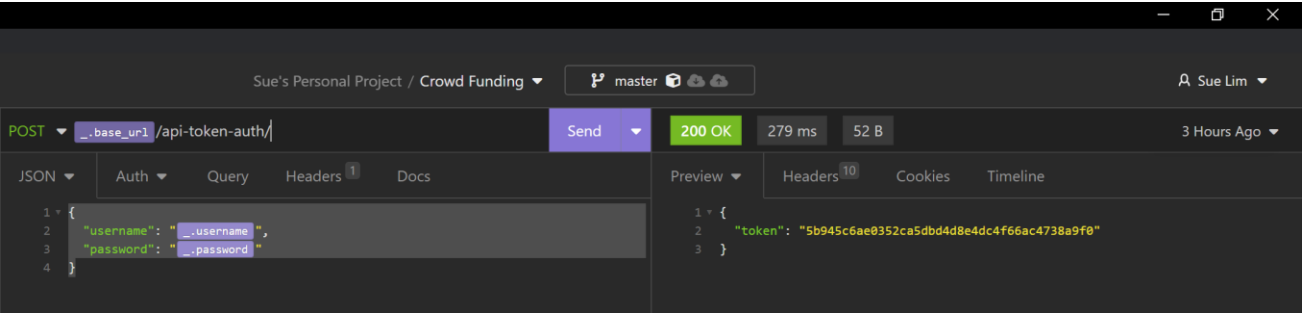 Sue's Personal Project / Crowd Funding
master
Sue Lim
POST _.base_url /api-token-auth/
Send
200 OK 279 ms 52 B
3 Hours Ago
JSON Auth Query Headers 1 Docs
Preview Headers 10 Cookies Timeline
1 {
2 "username": " _.username ",
3 "password": " _.password "
4 }
1 {
2 "token": "5b945c6ae0352ca5dbd4d8e4dc4f66ac4738a9f0"
3 }